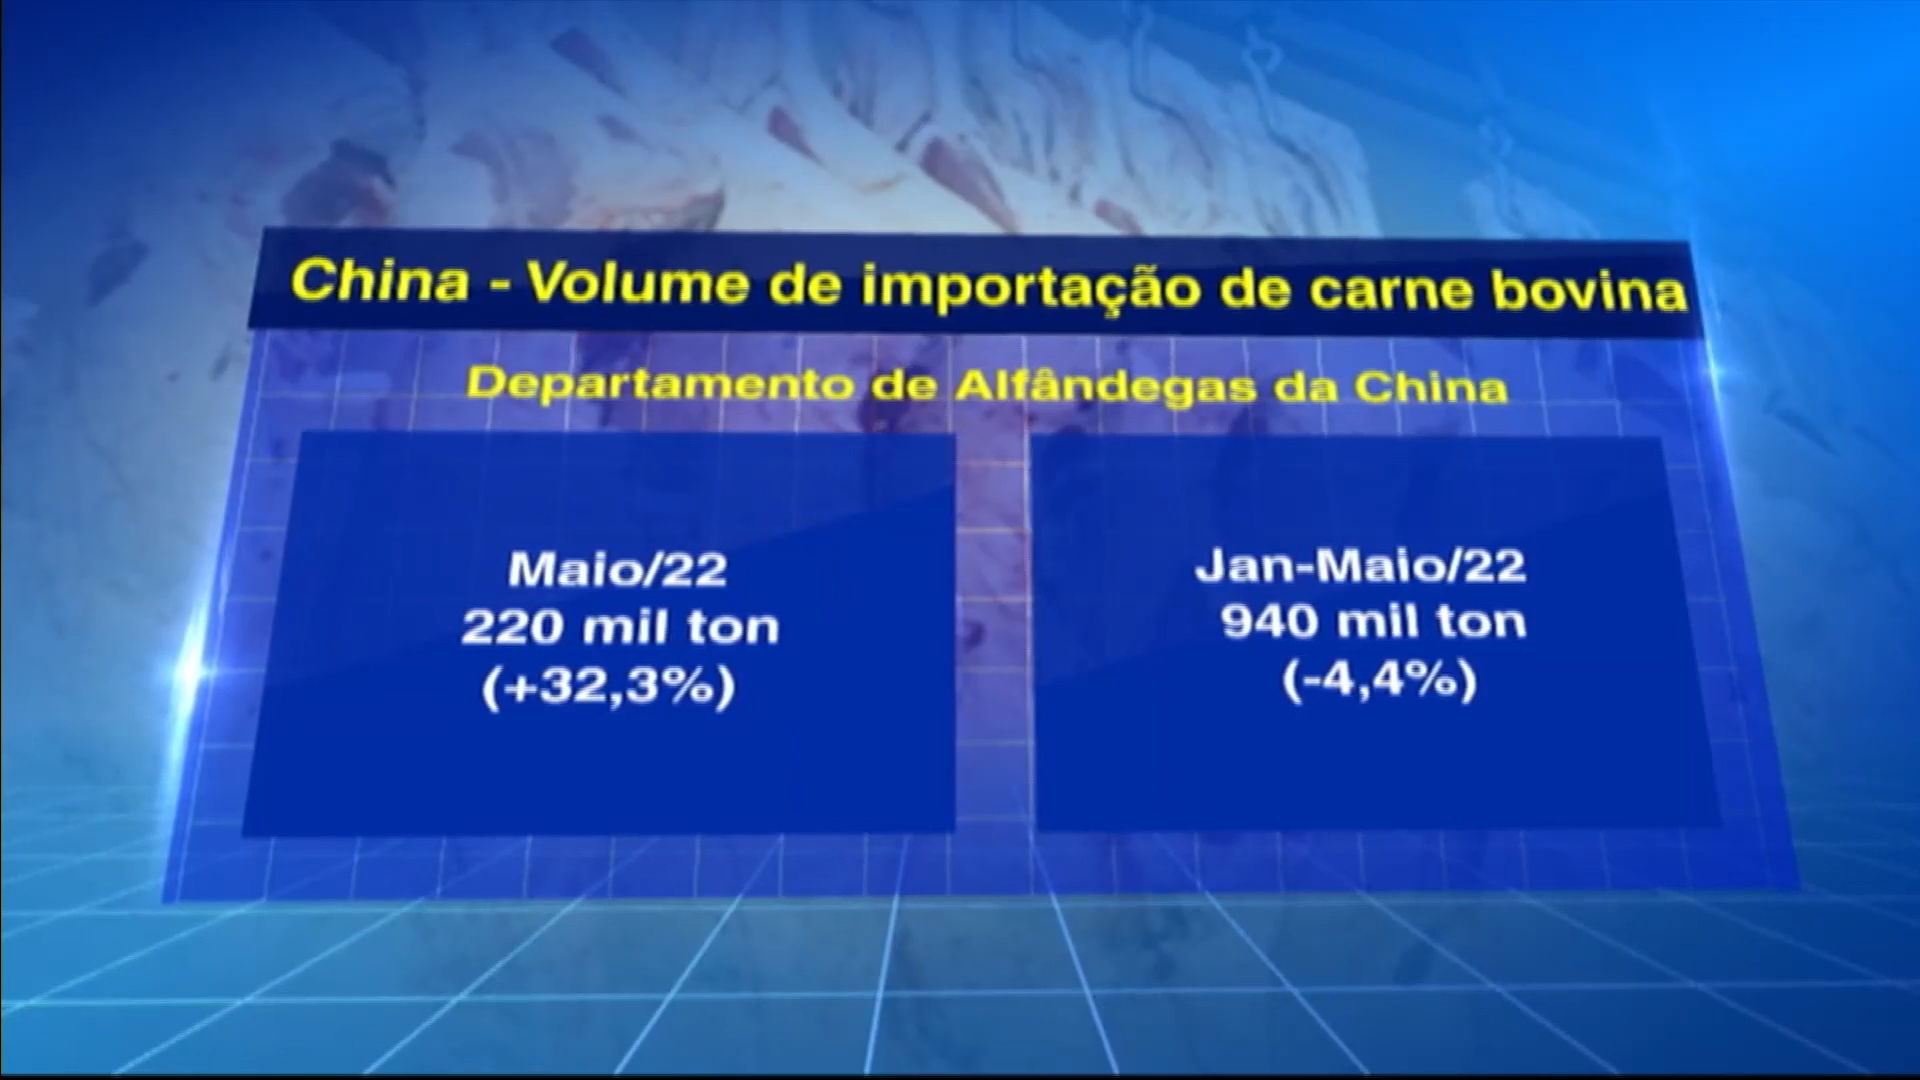 China - Volume de importação de carne bovina
Departamento de Alfândegas da China
Maio/22
220 mil ton
(+32,3%)
Jan-Maio/22
940 mil ton
(-4,4%)